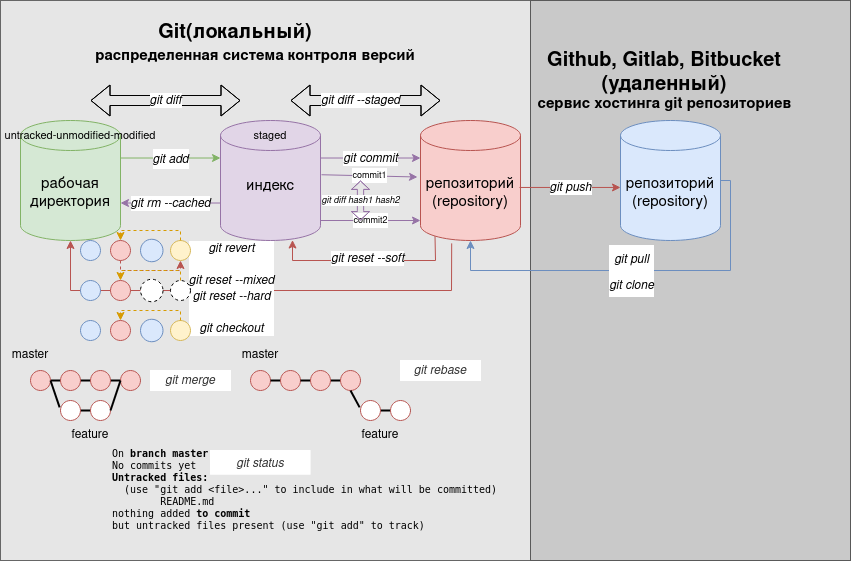 Git(локальный)
распределенная система контроля версий
Github, Gitlab, Bitbucket
(удаленный)
сервис хостинга git репозиториев
git diff
git diff --staged
untracked-unmodified-modified
staged
рабочая
директория
git add
git rm --cached
индекс
git commit
commit1
git diff hash1 hash2
commit2
репозиторий
(repository)
git push
репозиторий
(repository)
git reset --soft
git pull
git clone
git revert
git reset --mixed
git reset --hard
git checkout
master
git merge
feature
master
git rebase
feature
git status
On branch master
No commits yet
Untracked files:
(use "git add <file>..." to include in what will be committed)
README.md
nothing added to commit
but untracked files present (use "git add" to track)